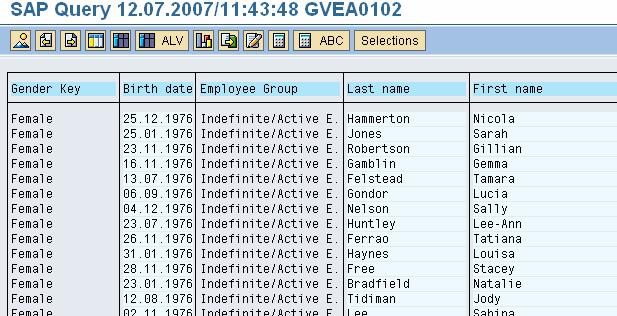 SAP Query 12.07.2007/11:43:48 GVEA0102
ALV ABC Selections
Gender Key Birth date Employee Group Last name First name
Female 25.12.1976 Indefinite/Active E. Hammerton Nicola
Female 25.01.1976 Indefinite/Active E. Jones Sarah
Female 23.11.1976 Indefinite/Active E. Robertson Gillian
Female 16.11.1976 Indefinite/Active E. Gamblin Gemma
Female 13.07.1976 Indefinite/Active E. Felstead Tamara
Female 06.09.1976 Indefinite/Active E. Gondor Lucia
Female 04.12.1976 Indefinite/Active E. Nelson Sally
Female 23.07.1976 Indefinite/Active E. Huntley Lee-Ann
Female 26.11.1976 Indefinite/Active E. Ferrao Tatiana
Female 31.01.1976 Indefinite/Active E. Haynes Louisa
Female 28.11.1976 Indefinite/Active E. Free Stacey
Female 23.01.1976 Indefinite/Active E. Bradfield Natalie
Female 12.08.1976 Indefinite/Active E. Tidiman Jody
Female 02.11.1976 Indefinite/Active E. Lee Sabina